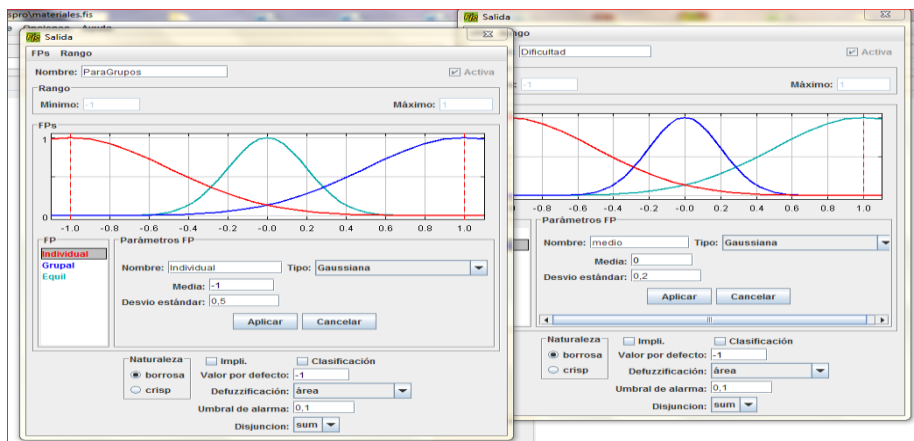 spro\materiales.fis
Opciones Ayuda
fis Salida
FPs Rango
Nombre: ParaGrupos
Activa
Rango
Mínimo: -1
Máximo: 1
FPs
1
0
-1.0 -0.8 -0.6 -0.4 -0.2 -0.0 0.2 0.4 0.6 0.8 1.0
FP
Individual
Grupal
Equil
Parámetros FP
Nombre: Individual
Tipo: Gaussiana
Media: -1
Desvio estándar: 0,5
Aplicar
Cancelar
Naturaleza
borrosa
crisp
Impli.
Clasificación
Valor por defecto: -1
Defuzzificación: área
Umbral de alarma: 0,1
Disjuncion: sum
fis Salida
ngo
Dificultad
Activa
: -1
Máximo: 1
-0.8 -0.6 -0.4 -0.2 -0.0 0.2 0.4 0.6 0.8 1.0
Parámetros FP
Nombre: medio
Tipo: Gaussiana
Media: 0
Desvio estándar: 0,2
Aplicar
Cancelar
Naturaleza
borrosa
crisp
Impli.
Clasificación
Valor por defecto: -1
Defuzzificación: área
Umbral de alarma: 0,1
Disjuncion: sum